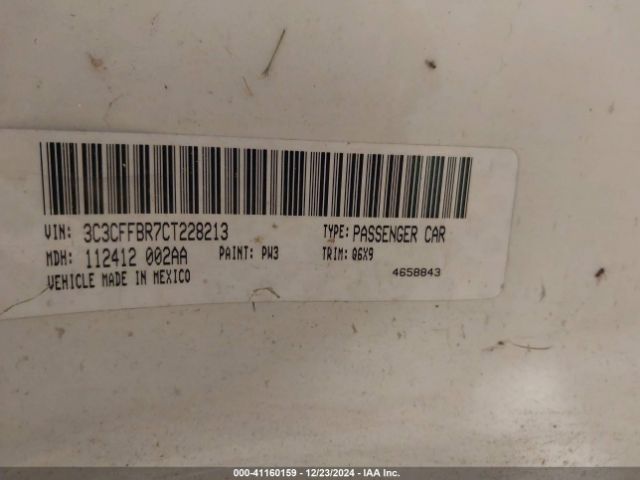 VIN: 3C3CFFBR7CT228213 TYPE: PASSENGER CAR
MDH: 112412 002AA PAINT: PW3 TRIM: Q6X9
VEHICLE MADE IN MEXICO 4658843
000-41160159 - 12/23/2024 - IAA Inc.